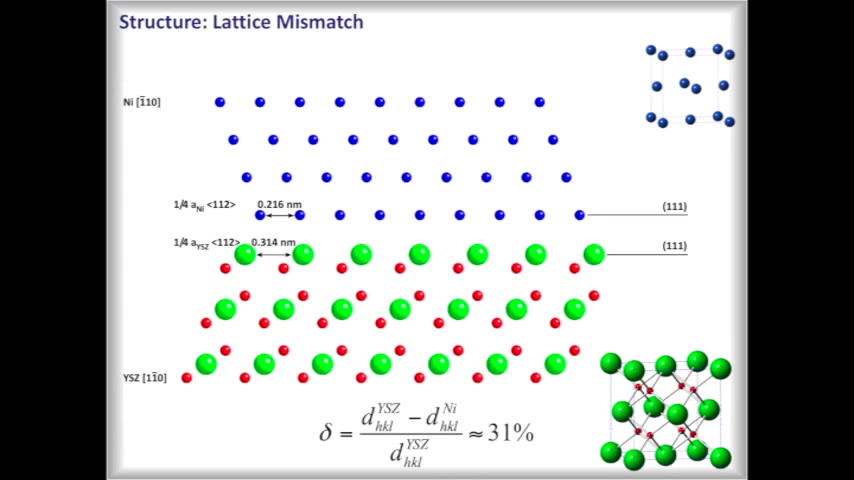 Structure: Lattice Mismatch
Ni [1̅10]
1/4 aNi <112> 0.216 nm
(111)
1/4 aYSZ <112> 0.314 nm
(111)
YSZ [11̅0]
δ = (d_hkl^YSZ − d_hkl^Ni) / d_hkl^YSZ ≈ 31%